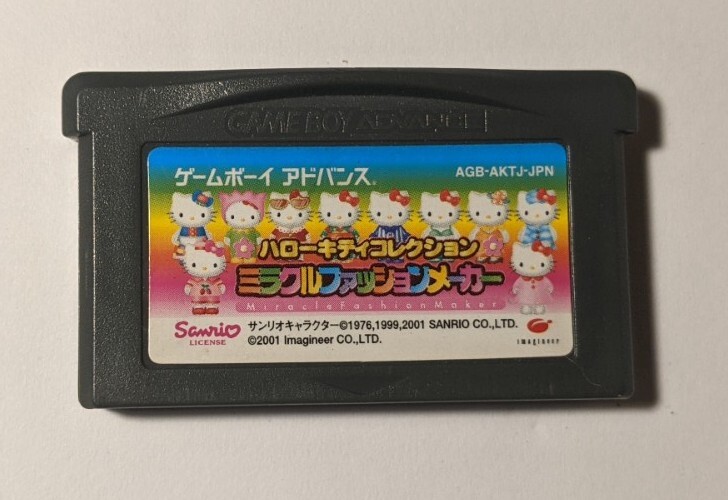 GAME BOY ADVANCE
ゲームボーイ アドバンス®
AGB-AKTJ-JPN
ハローキティコレクション
ミラクルファッションメーカー
MiracleFashionMaker
Sanrio
LICENSE
サンリオキャラクター©1976,1999,2001 SANRIO CO.,LTD.
©2001 Imagineer CO.,LTD.
imagineer